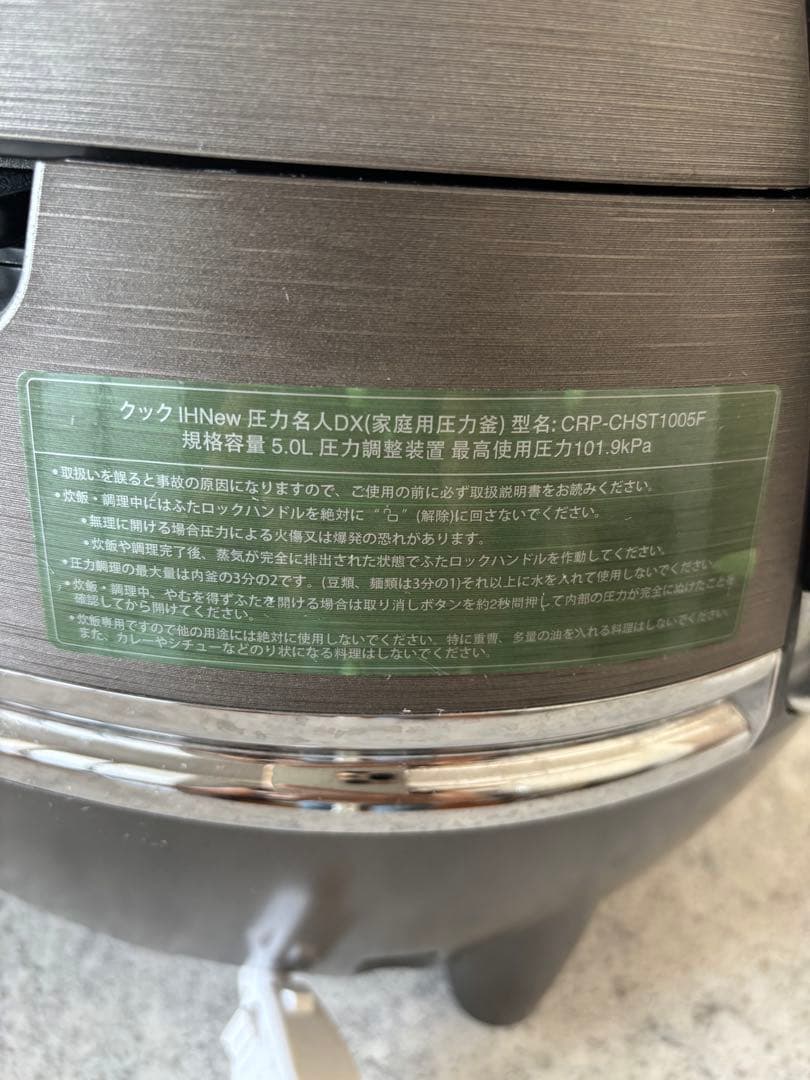 クック IHNew 圧力名人DX(家庭用圧力釜) 型名: CRP-CHST1005F
規格容量 5.0L 圧力調整装置 最高使用圧力101.9kPa
•取扱いを誤ると事故の原因になりますので、ご使用の前に必ず取扱説明書をお読みください。
•炊飯・調理中にはふたロックハンドルを絶対に "" (解除)に回さないでください。
•無理に開ける場合圧力による火傷又は爆発の恐れがあります。
•炊飯や調理完了後、蒸気が完全に排出された状態でふたロックハンドルを作動してください。
•圧力調理の最大量は内釜の3分の2です。(豆類、麺類は3分の1)それ以上に水を入れて使用しないでください。
•炊飯・調理中、やむを得ずふたを開ける場合は取り消しボタンを約2秒間押して内部の圧力が完全にぬけたことを
確認してから開けてください。
•炊飯専用ですので他の用途には絶対に使用しないでください。特に重曹、多量の油を入れる料理はしないでください。
また、カレーやシチューなどのり状になる料理はしないでください。